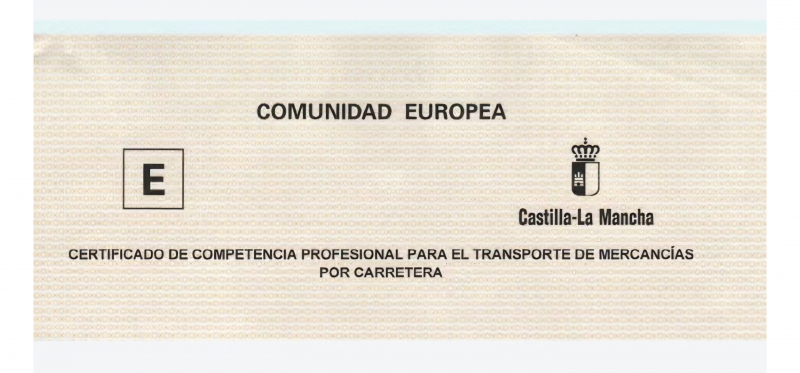 COMUNIDAD EUROPEA
E
Castilla-La Mancha
CERTIFICADO DE COMPETENCIA PROFESIONAL PARA EL TRANSPORTE DE MERCANCÍAS
POR CARRETERA